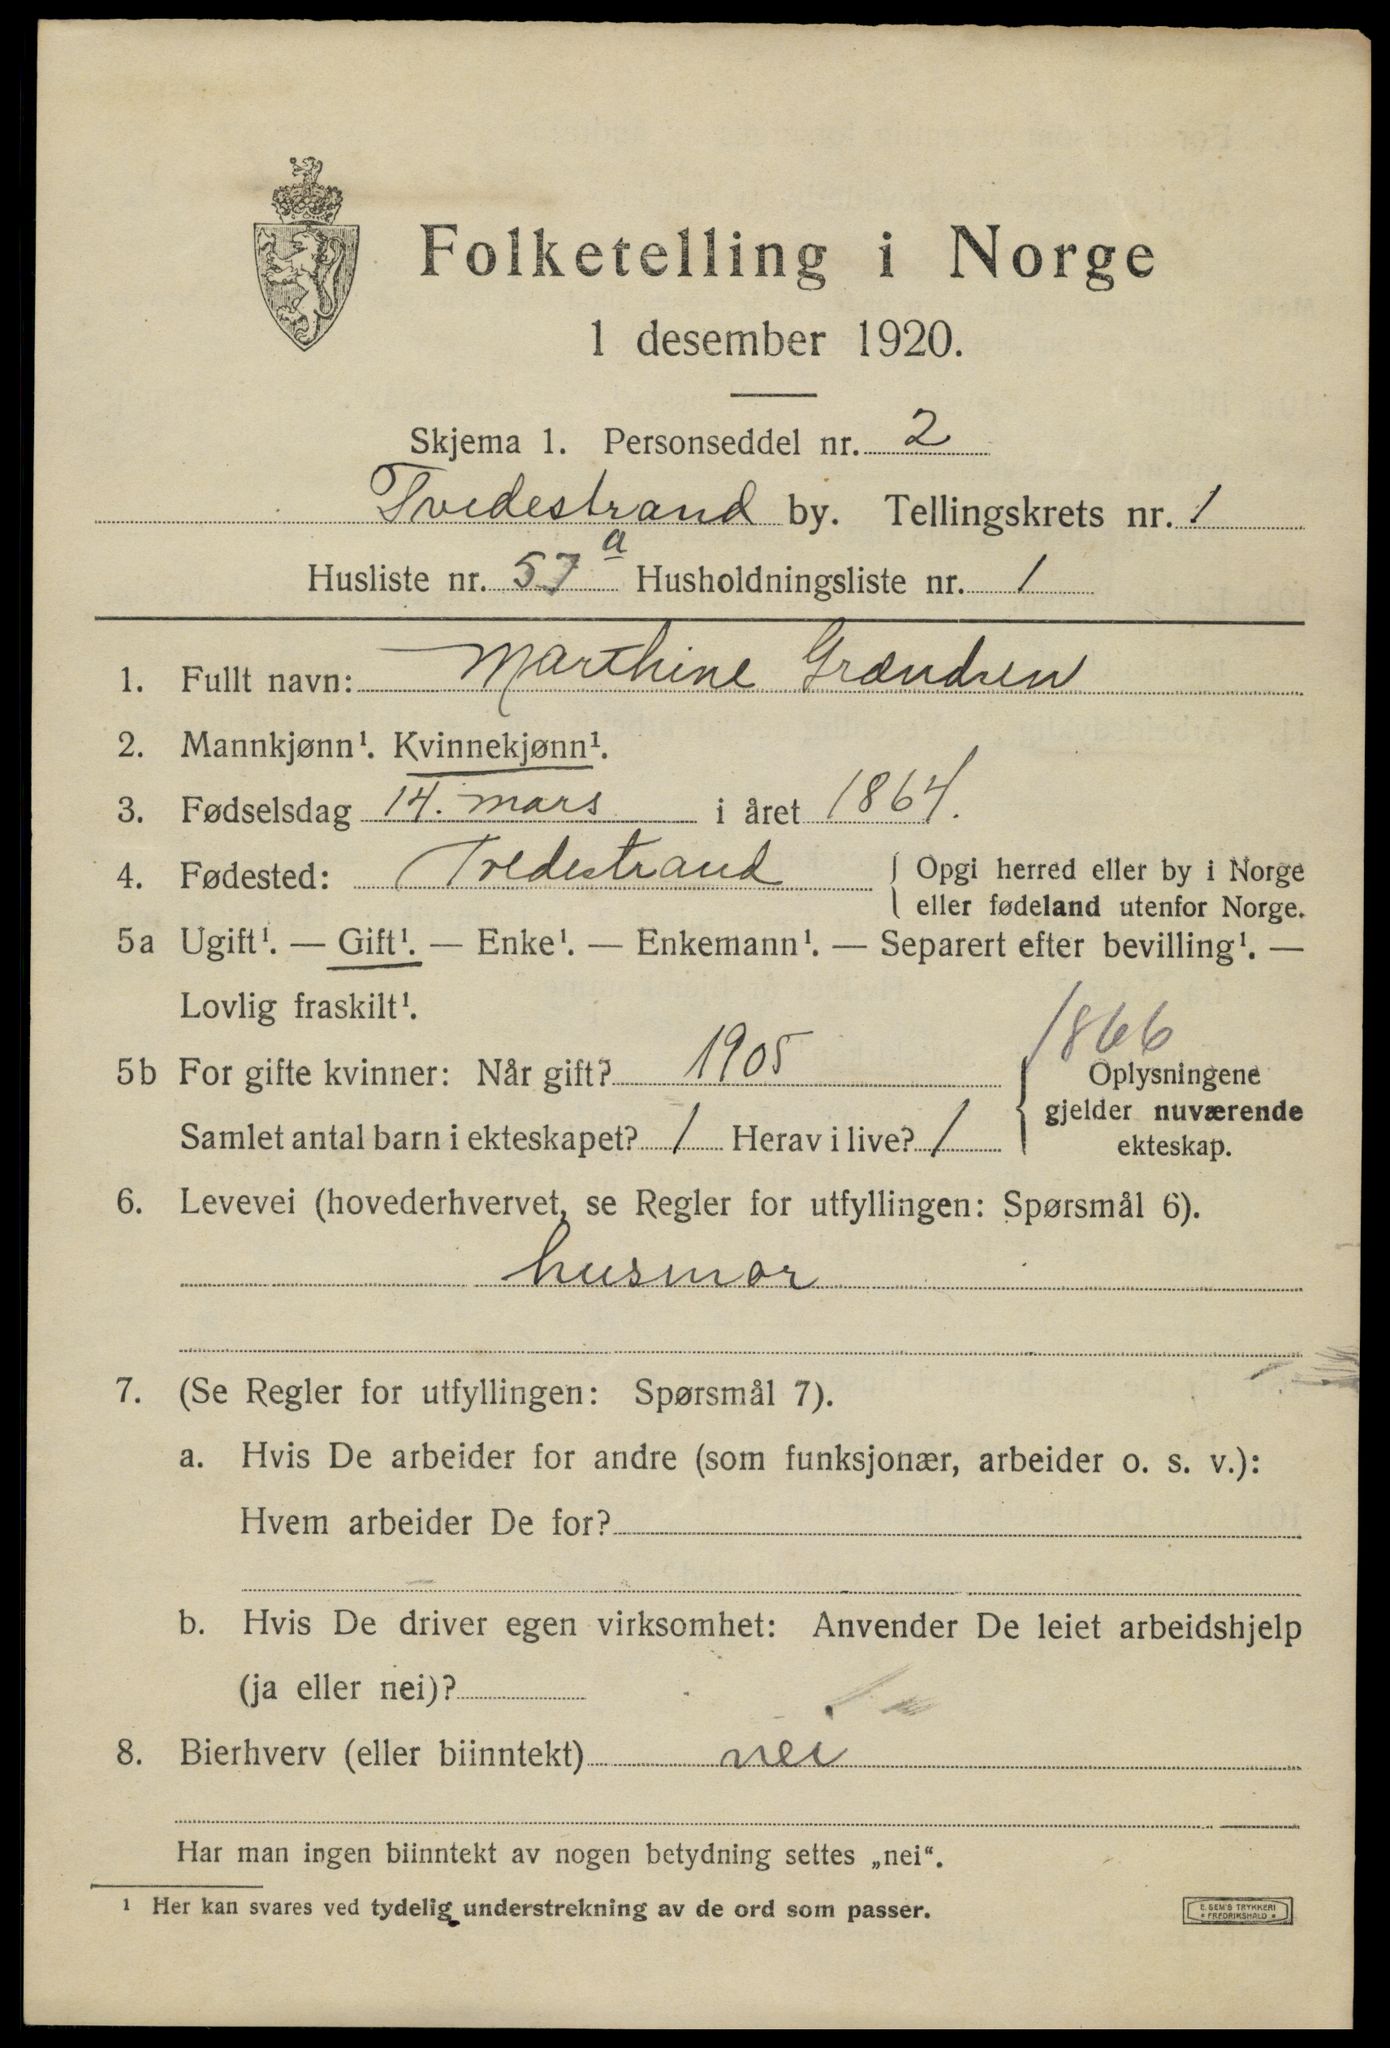 Folketelling i Norge
1 desember 1920.
Skjema 1. Personseddel nr. 2
Tvedestrand by. Tellingskrets nr. 1
Husliste nr. 57 a Husholdningsliste nr. 1
1. Fullt navn: Marthine Grændsen
2. Mannkjønn¹. Kvinnekjønn¹.
3. Fødselsdag 14. mars i året 1864.
4. Fødested: Tvedestrand { Opgi herred eller by i Norge
eller fødeland utenfor Norge.
5a Ugift¹. — Gift¹. — Enke¹. — Enkemann¹. — Separert efter bevilling¹. —
Lovlig fraskilt¹.
1866
5b For gifte kvinner: Når gift? 1905 Oplysningene
gjelder nuværende
Samlet antal barn i ekteskapet? 1 Herav i live? 1 ekteskap.
6. Levevei (hovederhvervet, se Regler for utfyllingen: Spørsmål 6).
husmor
7. (Se Regler for utfyllingen: Spørsmål 7).
a. Hvis De arbeider for andre (som funksjonær, arbeider o. s. v.):
Hvem arbeider De for?
b. Hvis De driver egen virksomhet: Anvender De leiet arbeidshjelp
(ja eller nei)?
8. Bierhverv (eller biinntekt) nei
Har man ingen biinntekt av nogen betydning settes „nei“.
¹ Her kan svares ved tydelig understrekning av de ord som passer.
E. SEM'S TRYKKERI
* FREDRIKSHALD *